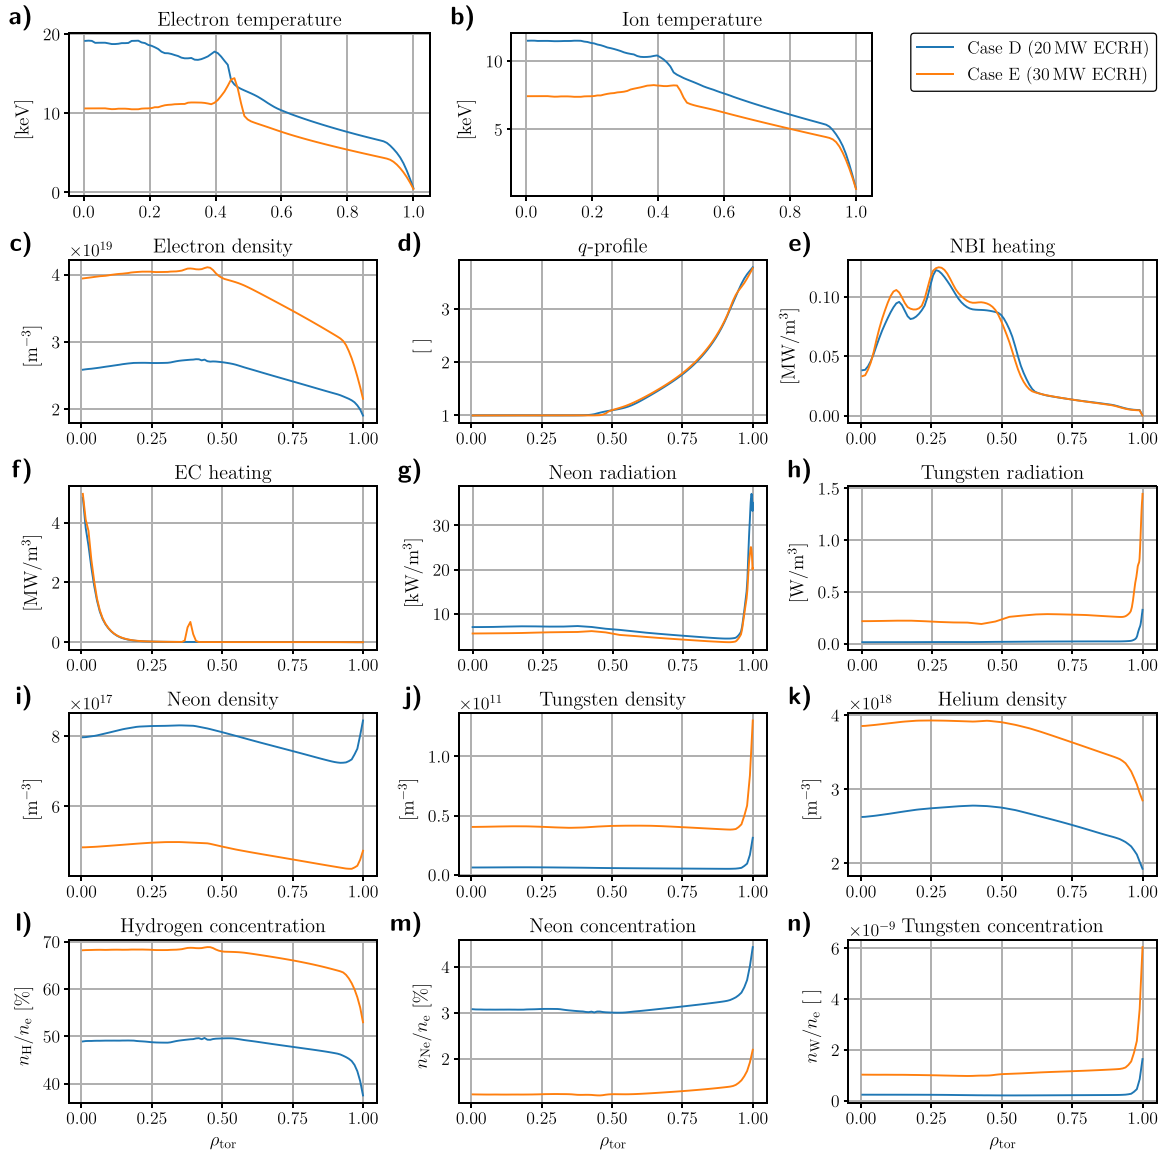 a) Electron temperature
[keV]
20
10
0
0.0 0.2 0.4 0.6 0.8 1.0
b) Ion temperature
[keV]
10
5
0.0 0.2 0.4 0.6 0.8 1.0
Case D (20 MW ECRH)
Case E (30 MW ECRH)
c) Electron density
×10¹⁹
[m⁻³]
4
3
2
0.00 0.25 0.50 0.75 1.00
d) q-profile
[ ]
3
2
1
0.00 0.25 0.50 0.75 1.00
e) NBI heating
[MW/m³]
0.10
0.05
0.00
0.00 0.25 0.50 0.75 1.00
f) EC heating
[MW/m³]
4
2
0
0.00 0.25 0.50 0.75 1.00
g) Neon radiation
[kW/m³]
30
20
10
0.00 0.25 0.50 0.75 1.00
h) Tungsten radiation
[W/m³]
1.5
1.0
0.5
0.0
0.00 0.25 0.50 0.75 1.00
i) Neon density
×10¹⁷
[m⁻³]
8
6
0.00 0.25 0.50 0.75 1.00
j) Tungsten density
×10¹¹
[m⁻³]
1.0
0.5
0.0
0.00 0.25 0.50 0.75 1.00
k) Helium density
×10¹⁸
[m⁻³]
4
3
2
0.00 0.25 0.50 0.75 1.00
l) Hydrogen concentration
n_H/n_e [%]
70
60
50
40
0.00 0.25 0.50 0.75 1.00
ρ_tor
m) Neon concentration
n_Ne/n_e [%]
4
3
2
0.00 0.25 0.50 0.75 1.00
ρ_tor
n) Tungsten concentration
×10⁻⁹
n_W/n_e [ ]
6
4
2
0
0.00 0.25 0.50 0.75 1.00
ρ_tor